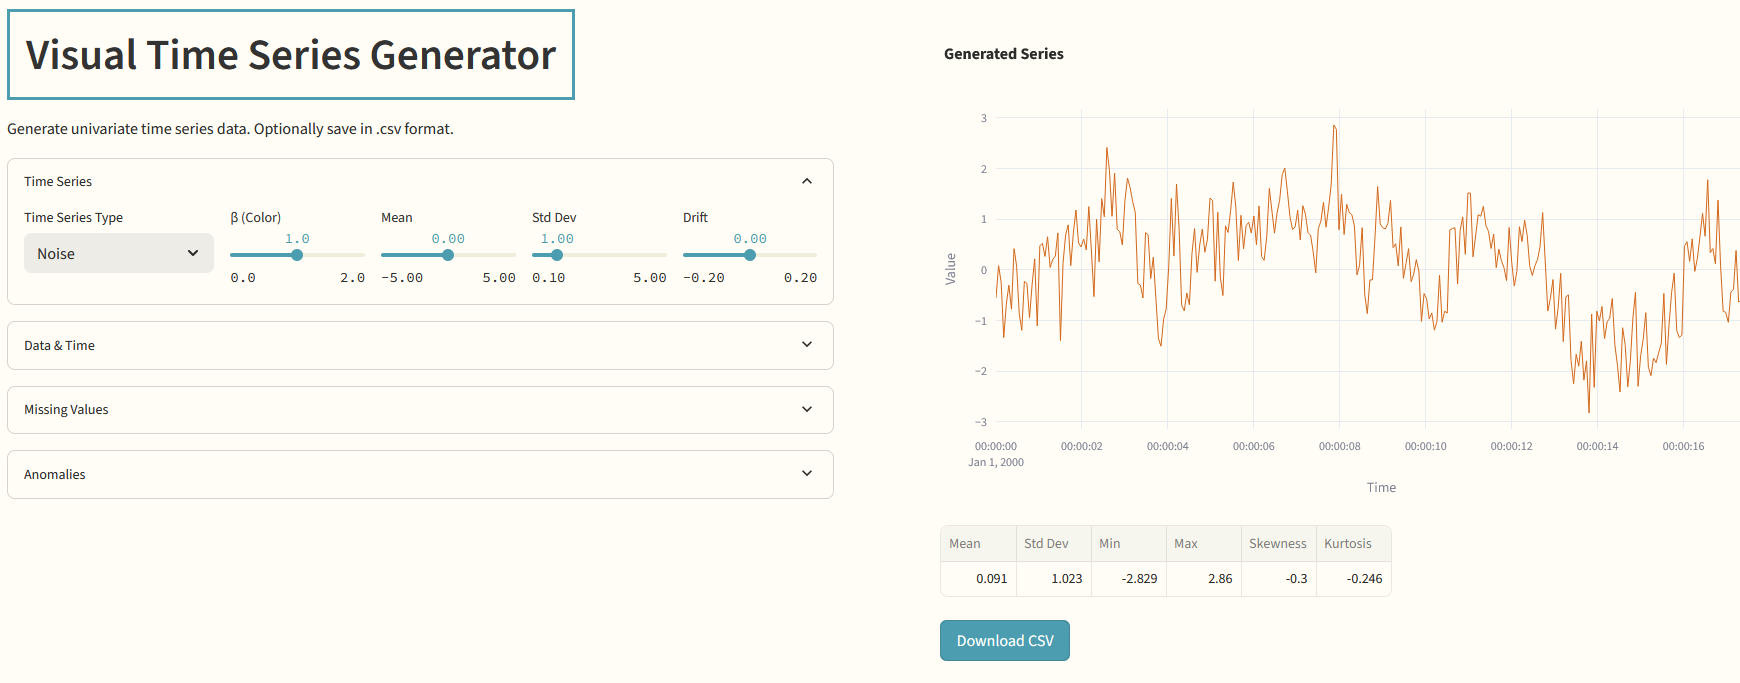 Visual Time Series Generator
Generate univariate time series data. Optionally save in .csv format.
Time Series
Time Series Type
Noise
β (Color)
1.0
0.0 2.0
Mean
0.00
−5.00 5.00
Std Dev
1.00
0.10 5.00
Drift
0.00
−0.20 0.20
Data & Time
Missing Values
Anomalies
Generated Series
Value
3
2
1
0
−1
−2
−3
00:00:00 00:00:02 00:00:04 00:00:06 00:00:08 00:00:10 00:00:12 00:00:14 00:00:16
Jan 1, 2000
Time
Mean Std Dev Min Max Skewness Kurtosis
0.091 1.023 -2.829 2.86 -0.3 -0.246
Download CSV